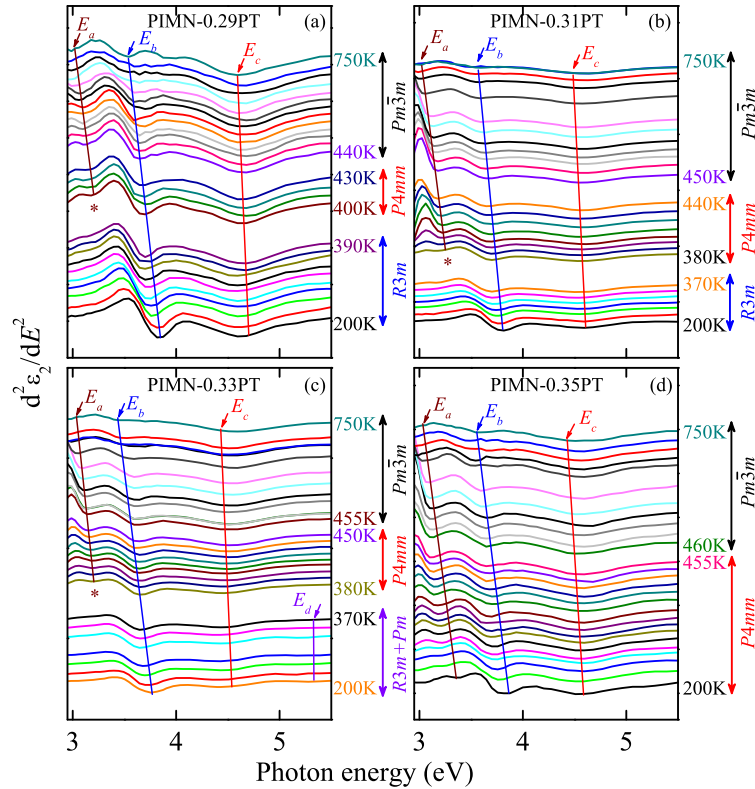 PIMN-0.29PT (a)
E_a
E_b
E_c
750K
Pm3̄m
440K
430K
P4mm
400K
*
390K
R3m
200K
PIMN-0.31PT (b)
E_a
E_b
E_c
750K
Pm3̄m
450K
440K
P4mm
380K
*
370K
R3m
200K
d²ε₂/dE²
PIMN-0.33PT (c)
E_a
E_b
E_c
750K
Pm3̄m
455K
450K
P4mm
380K
*
E_d
370K
R3m+Pm
200K
3 4 5
PIMN-0.35PT (d)
E_a
E_b
E_c
750K
Pm3̄m
460K
455K
P4mm
200K
3 4 5
Photon energy (eV)